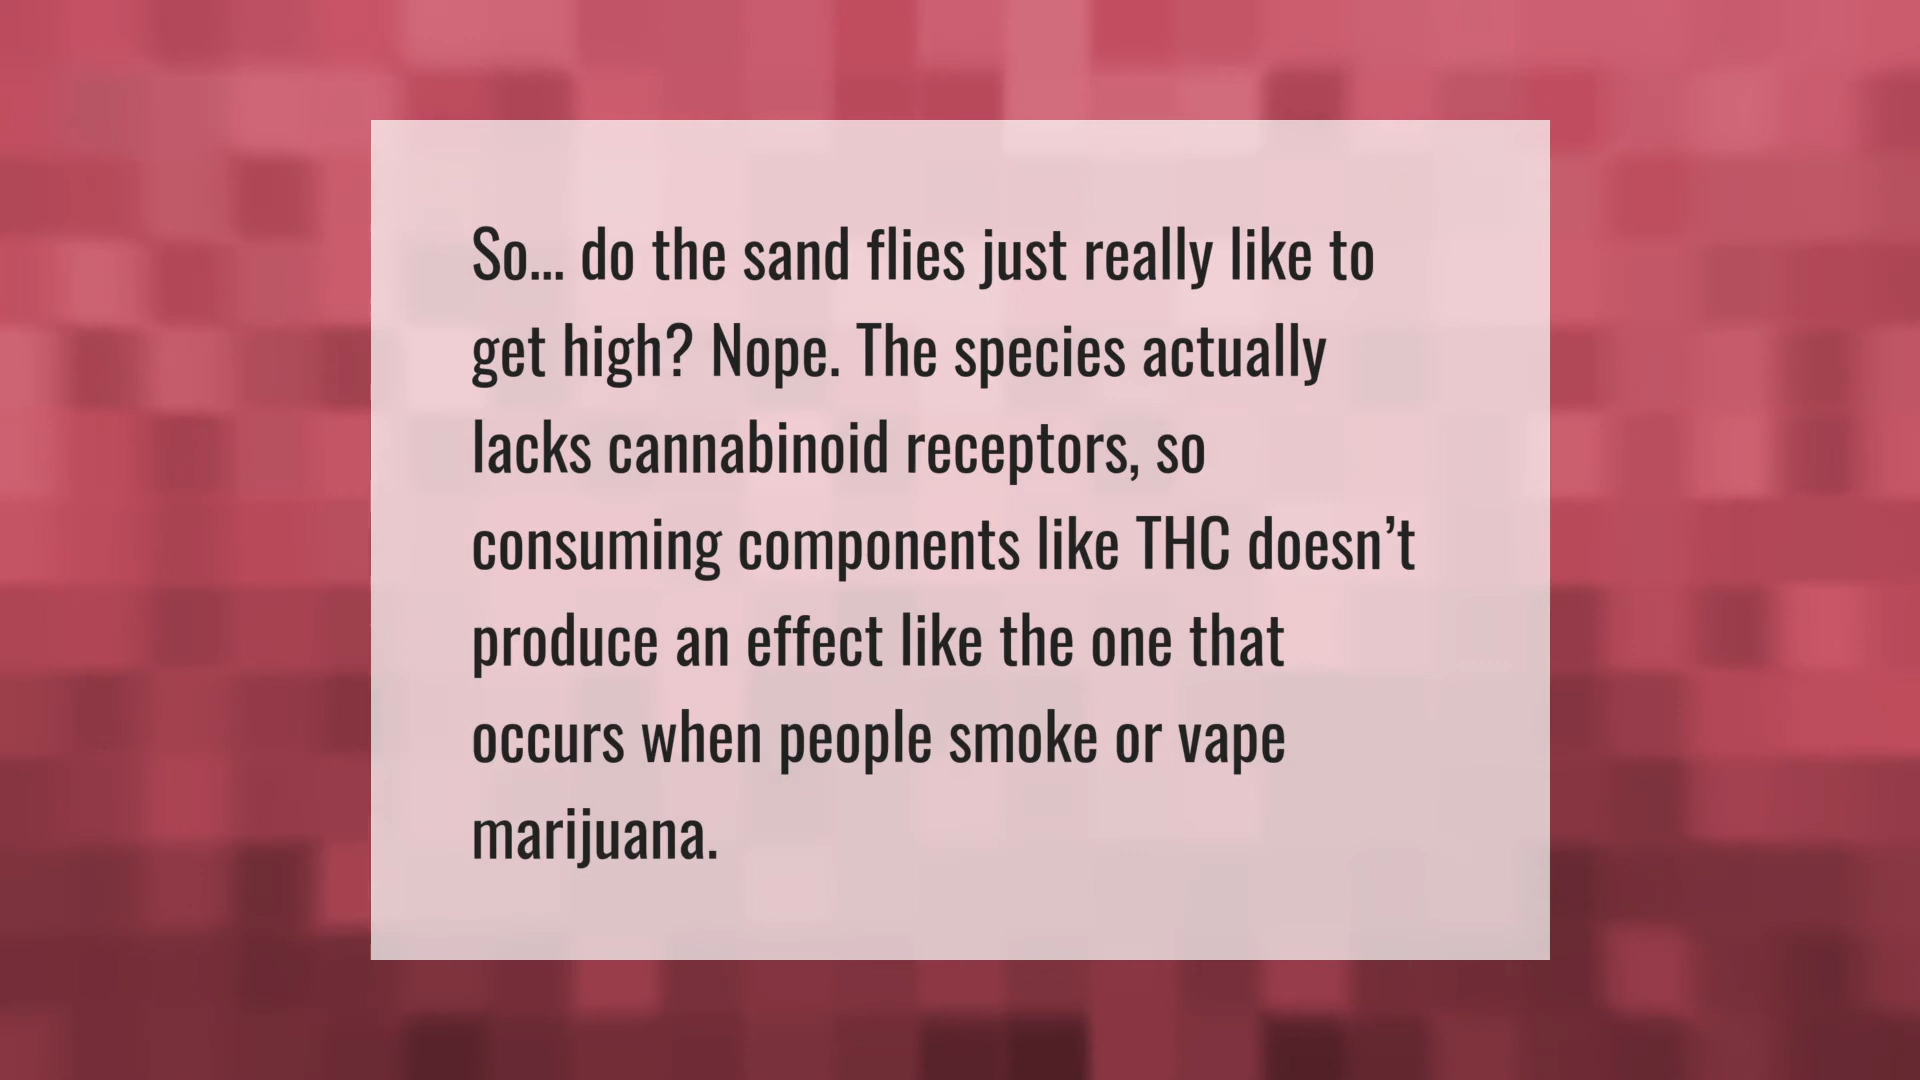 So... do the sand flies just really like to
get high? Nope. The species actually
lacks cannabinoid receptors, so
consuming components like THC doesn’t
produce an effect like the one that
occurs when people smoke or vape
marijuana.